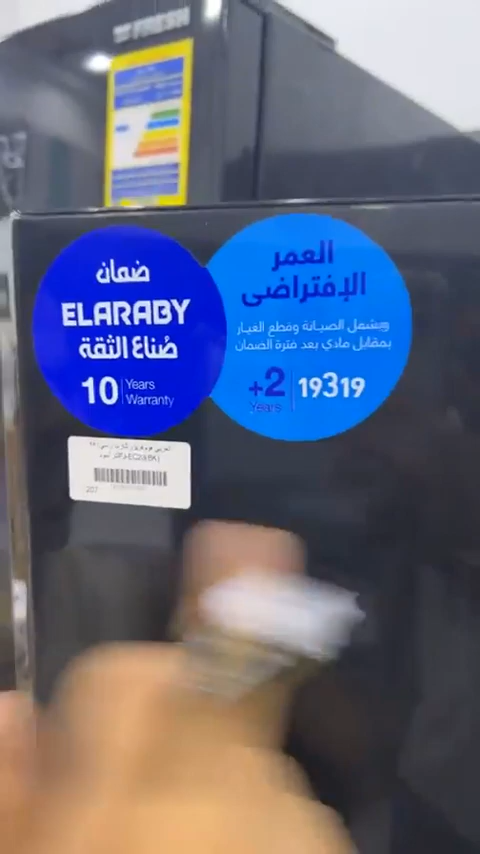 FRESH
ضمان
ELARABY
صُناع الثقة
10 Years
Warranty
العمر
الإفتراضى
ويشمل الصيانة وقطع الغيار
بمقابل مادي بعد فترة الضمان
+2 Years
19319
207